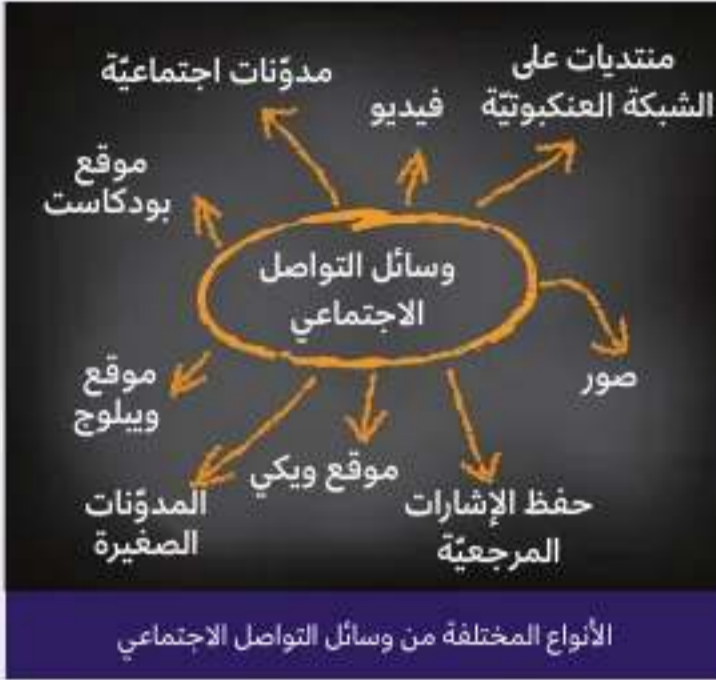 منتديات على
الشبكة العنكبوتيّة
فيديو
مدوّنات اجتماعيّة
موقع
بودكاست
وسائل التواصل
الاجتماعي
صور
موقع
ويبلوج
موقع ويكي
حفظ الإشارات
المرجعيّة
المدوّنات
الصغيرة
الأنواع المختلفة من وسائل التواصل الاجتماعي